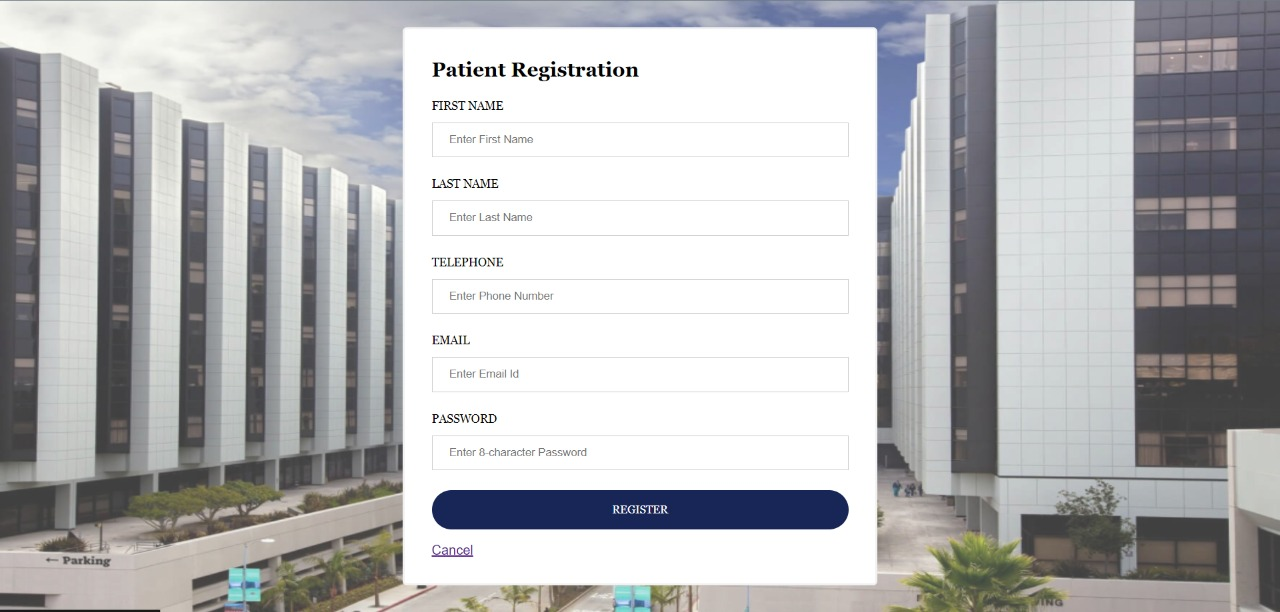 Patient Registration
FIRST NAME
Enter First Name
LAST NAME
Enter Last Name
TELEPHONE
Enter Phone Number
EMAIL
Enter Email Id
PASSWORD
Enter 8-character Password
REGISTER
Cancel
← Parking